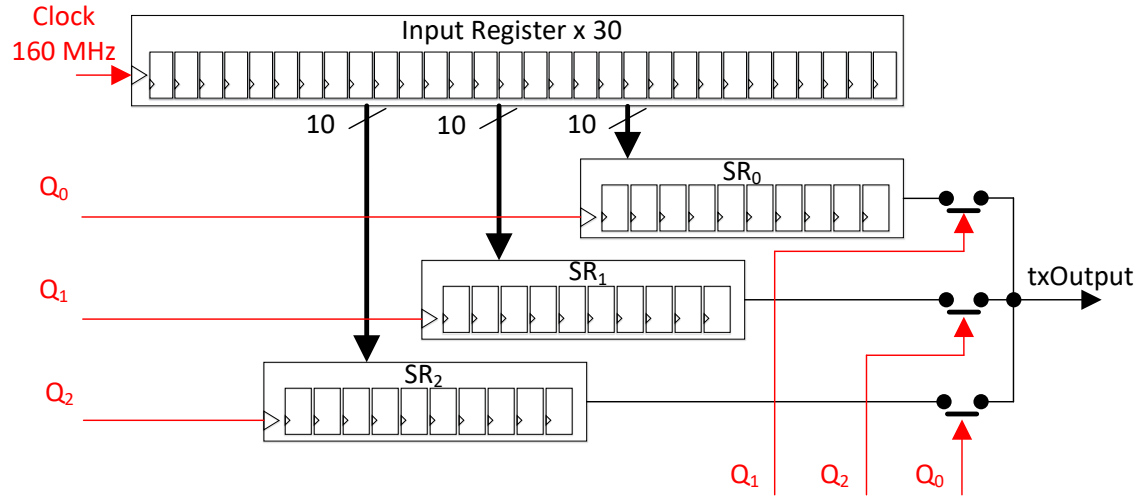 Clock
160 MHz
Input Register x 30
10
10
10
SR₀
Q₀
SR₁
Q₁
txOutput
SR₂
Q₂
Q₁
Q₂
Q₀